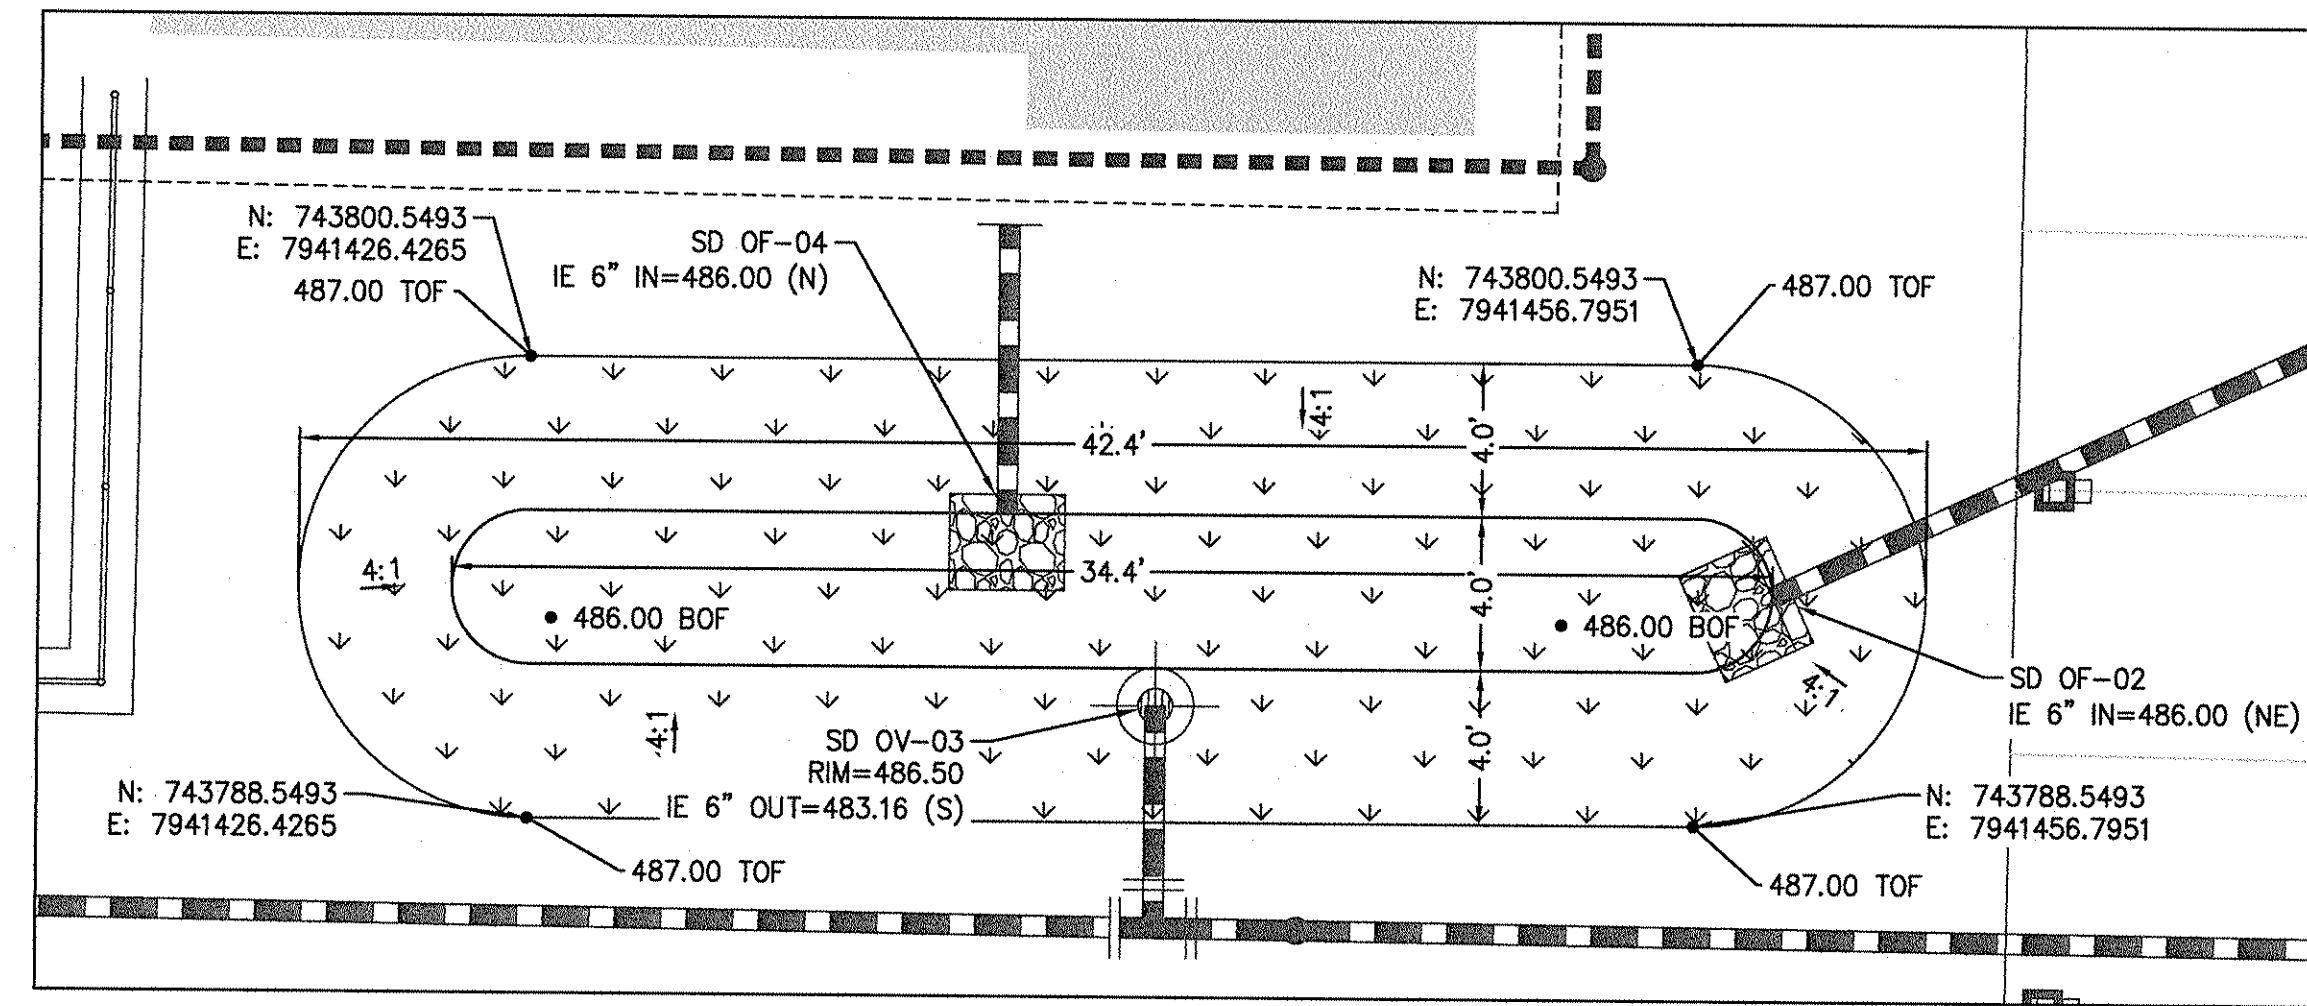 N: 743800.5493
E: 7941426.4265
487.00 TOF
SD OF-04
IE 6" IN=486.00 (N)
N: 743800.5493
E: 7941456.7951
487.00 TOF
4:1
4.0'
42.4'
4:1
34.4'
4.0'
486.00 BOF
486.00 BOF
4:1
SD OF-02
IE 6" IN=486.00 (NE)
4:1
SD OV-03
RIM=486.50
IE 6" OUT=483.16 (S)
4.0'
N: 743788.5493
E: 7941426.4265
487.00 TOF
N: 743788.5493
E: 7941456.7951
487.00 TOF